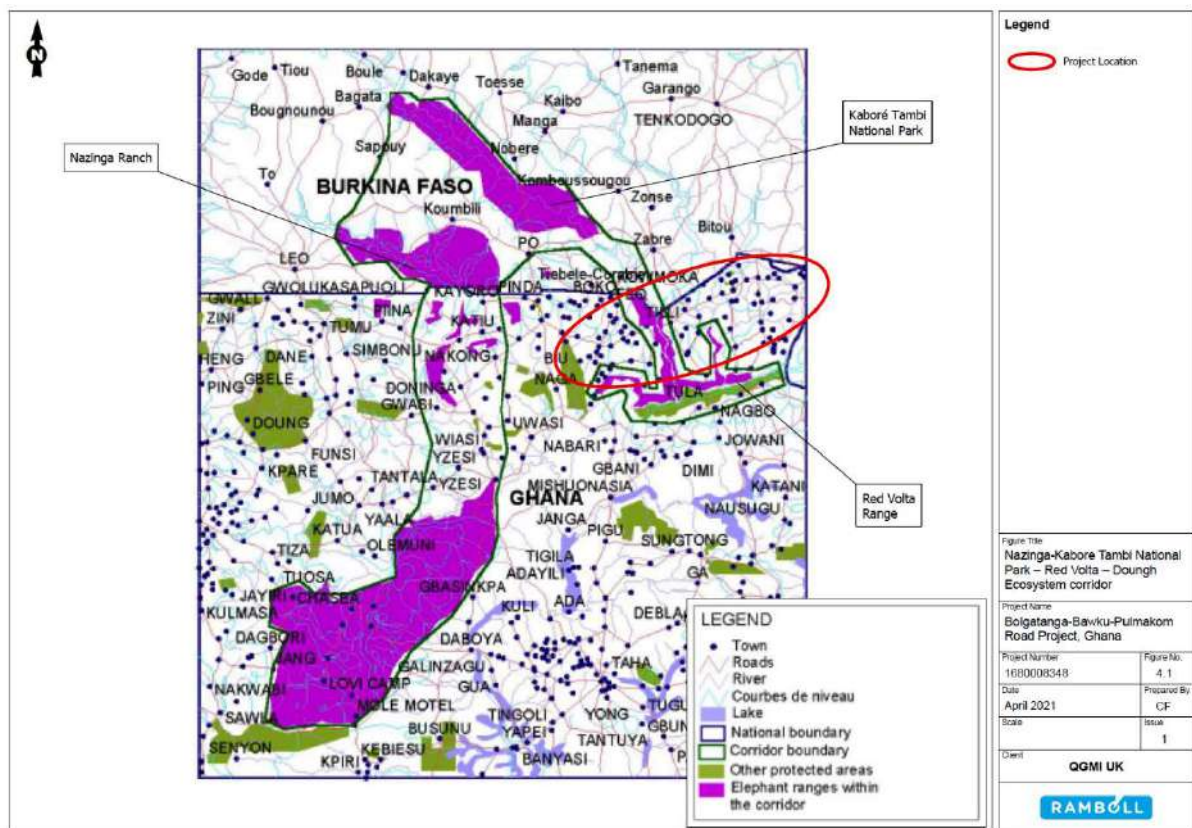 N
Gode
Tiou
Boule
Dakaye
Toesse
Tanema
Bougnounou
Bagata
Kaibo
Garango
Manga
TENKODOGO
Sapouy
Nobere
To
BURKINA FASO
Komboussougou
Koumbili
Zonse
Bitou
PO
Zabre
LEO
Nazinga Ranch
Kaboré Tambi
National Park
GWOLUKASAPUOLI
KAYORO
PINDA
BOKO
GWALL
ZINI
TUMU
PINA
KATIU
TILI
SIMBONU
NAKONG
BIU
HENG
DANE
PING
GBELE
DONINGA
NAGA
TULA
GWASI
NAGBO
DOUNG
UWASI
JOWANI
WIASI
NABARI
FUNSI
YZESI
GBANI
DIMI
KPARE
TANTALA
YZESI
MISHUONASIA
KATANI
JUMO
GHANA
NAUSUGU
Red Volta
Range
YAALA
JANGA
PIGU
KATUA
OLEMUNI
SUNGTONG
TIZA
TIGILA
GA
TUOSA
GBASINKPA
ADAYILI
JAYIRI
CHASEA
KULI
ADA
KULMASA
DAGBORI
DABOYA
JANG
GALINZAGU
TAHA
NAKWASI
LOVI CAMP
GUA
MOLE MOTEL
SAWLA
TINGOLI
YONG
BUSUNU
YAPEI
TANTUYA
SENYON
KEBIESU
KPIRI
BANYASI
LEGEND
Town
Roads
River
Courbes de niveau
Lake
National boundary
Corridor boundary
Other protected areas
Elephant ranges within
the corridor
Legend
Project Location
Figure Title
Nazinga-Kabore Tambi National
Park – Red Volta – Doungh
Ecosystem corridor
Project Name
Bolgatanga-Bawku-Pulmakom
Road Project, Ghana
Project Number
1680008348
Figure No.
4.1
Date
April 2021
Prepared By
CF
Scale
Issue
1
Client
QGMI UK
RAMBOLL